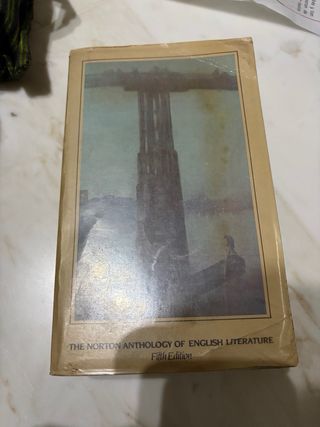 THE NORTON ANTHOLOGY OF ENGLISH LITERATURE
Fifth Edition